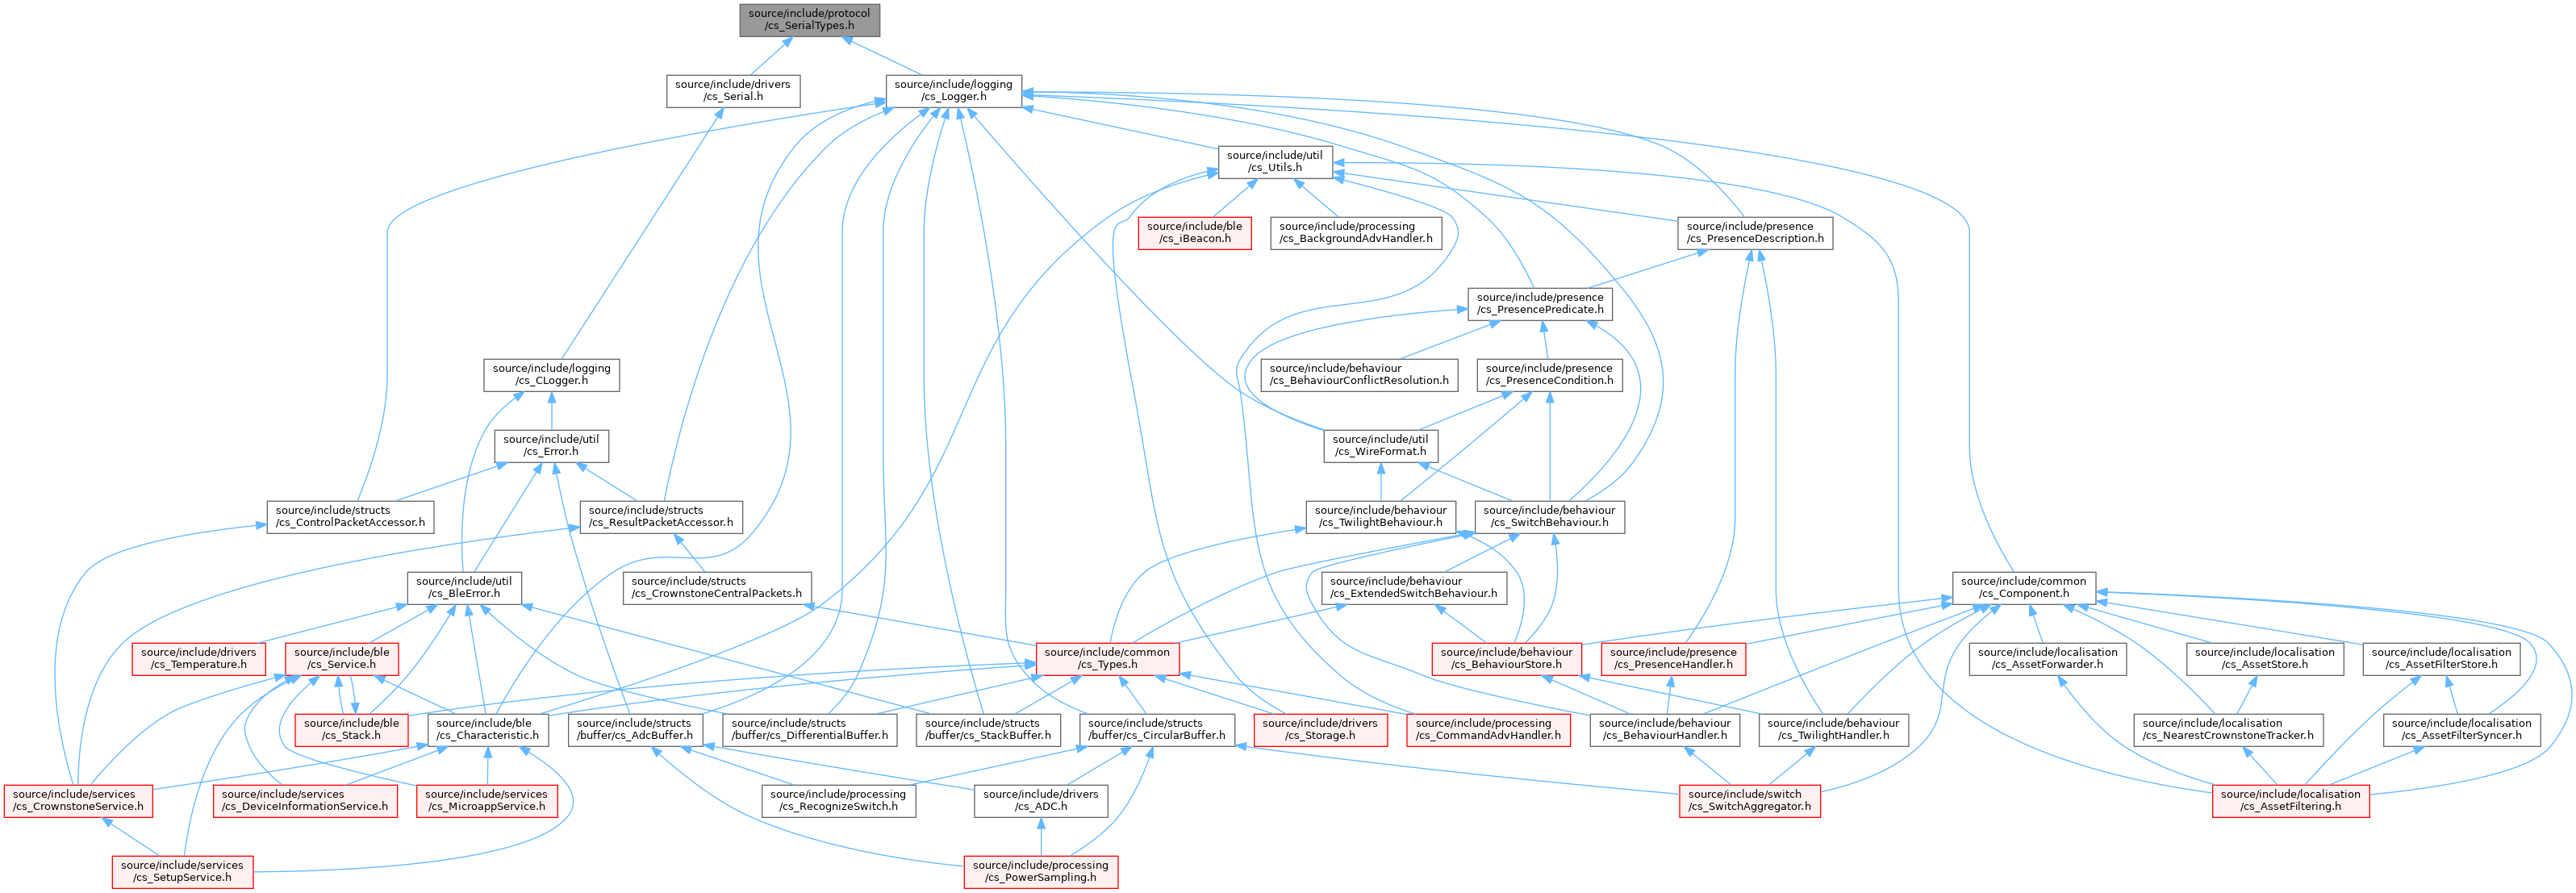 source/include/protocol
/cs_SerialTypes.h
source/include/drivers
/cs_Serial.h
source/include/logging
/cs_Logger.h
source/include/util
/cs_Utils.h
source/include/ble
/cs_iBeacon.h
source/include/processing
/cs_BackgroundAdvHandler.h
source/include/presence
/cs_PresenceDescription.h
source/include/presence
/cs_PresencePredicate.h
source/include/logging
/cs_CLogger.h
source/include/behaviour
/cs_BehaviourConflictResolution.h
source/include/presence
/cs_PresenceCondition.h
source/include/util
/cs_Error.h
source/include/util
/cs_WireFormat.h
source/include/structs
/cs_ControlPacketAccessor.h
source/include/structs
/cs_ResultPacketAccessor.h
source/include/behaviour
/cs_TwilightBehaviour.h
source/include/behaviour
/cs_SwitchBehaviour.h
source/include/util
/cs_BleError.h
source/include/structs
/cs_CrownstoneCentralPackets.h
source/include/behaviour
/cs_ExtendedSwitchBehaviour.h
source/include/common
/cs_Component.h
source/include/drivers
/cs_Temperature.h
source/include/ble
/cs_Service.h
source/include/common
/cs_Types.h
source/include/behaviour
/cs_BehaviourStore.h
source/include/presence
/cs_PresenceHandler.h
source/include/localisation
/cs_AssetForwarder.h
source/include/localisation
/cs_AssetStore.h
source/include/localisation
/cs_AssetFilterStore.h
source/include/ble
/cs_Stack.h
source/include/ble
/cs_Characteristic.h
source/include/structs
/buffer/cs_AdcBuffer.h
source/include/structs
/buffer/cs_DifferentialBuffer.h
source/include/structs
/buffer/cs_StackBuffer.h
source/include/structs
/buffer/cs_CircularBuffer.h
source/include/drivers
/cs_Storage.h
source/include/processing
/cs_CommandAdvHandler.h
source/include/behaviour
/cs_BehaviourHandler.h
source/include/behaviour
/cs_TwilightHandler.h
source/include/localisation
/cs_NearestCrownstoneTracker.h
source/include/localisation
/cs_AssetFilterSyncer.h
source/include/services
/cs_CrownstoneService.h
source/include/services
/cs_DeviceInformationService.h
source/include/services
/cs_MicroappService.h
source/include/processing
/cs_RecognizeSwitch.h
source/include/drivers
/cs_ADC.h
source/include/switch
/cs_SwitchAggregator.h
source/include/localisation
/cs_AssetFiltering.h
source/include/services
/cs_SetupService.h
source/include/processing
/cs_PowerSampling.h